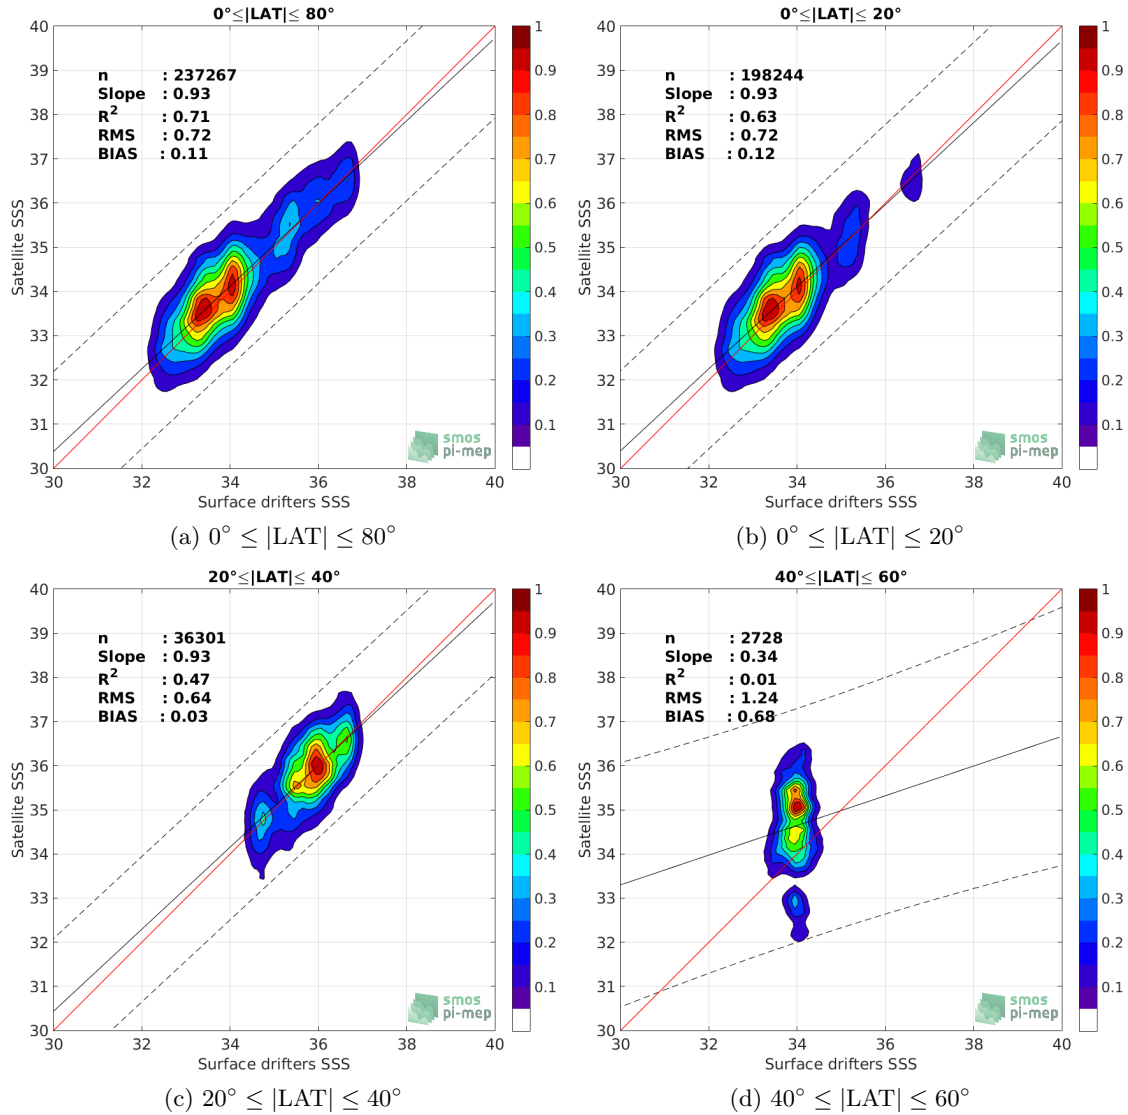 0°≤|LAT|≤ 80°
40
39
38
37
36
35
34
33
32
31
30
Satellite SSS
n : 237267
Slope : 0.93
R² : 0.71
RMS : 0.72
BIAS : 0.11
smos
pi-mep
30 32 34 36 38 40
Surface drifters SSS
1
0.9
0.8
0.7
0.6
0.5
0.4
0.3
0.2
0.1
(a) 0° ≤ |LAT| ≤ 80°
0°≤|LAT|≤ 20°
40
39
38
37
36
35
34
33
32
31
30
Satellite SSS
n : 198244
Slope : 0.93
R² : 0.63
RMS : 0.72
BIAS : 0.12
smos
pi-mep
30 32 34 36 38 40
Surface drifters SSS
1
0.9
0.8
0.7
0.6
0.5
0.4
0.3
0.2
0.1
(b) 0° ≤ |LAT| ≤ 20°
20°≤|LAT|≤ 40°
40
39
38
37
36
35
34
33
32
31
30
Satellite SSS
n : 36301
Slope : 0.93
R² : 0.47
RMS : 0.64
BIAS : 0.03
smos
pi-mep
30 32 34 36 38 40
Surface drifters SSS
1
0.9
0.8
0.7
0.6
0.5
0.4
0.3
0.2
0.1
(c) 20° ≤ |LAT| ≤ 40°
40°≤|LAT|≤ 60°
40
39
38
37
36
35
34
33
32
31
30
Satellite SSS
n : 2728
Slope : 0.34
R² : 0.01
RMS : 1.24
BIAS : 0.68
smos
pi-mep
30 32 34 36 38 40
Surface drifters SSS
1
0.9
0.8
0.7
0.6
0.5
0.4
0.3
0.2
0.1
(d) 40° ≤ |LAT| ≤ 60°